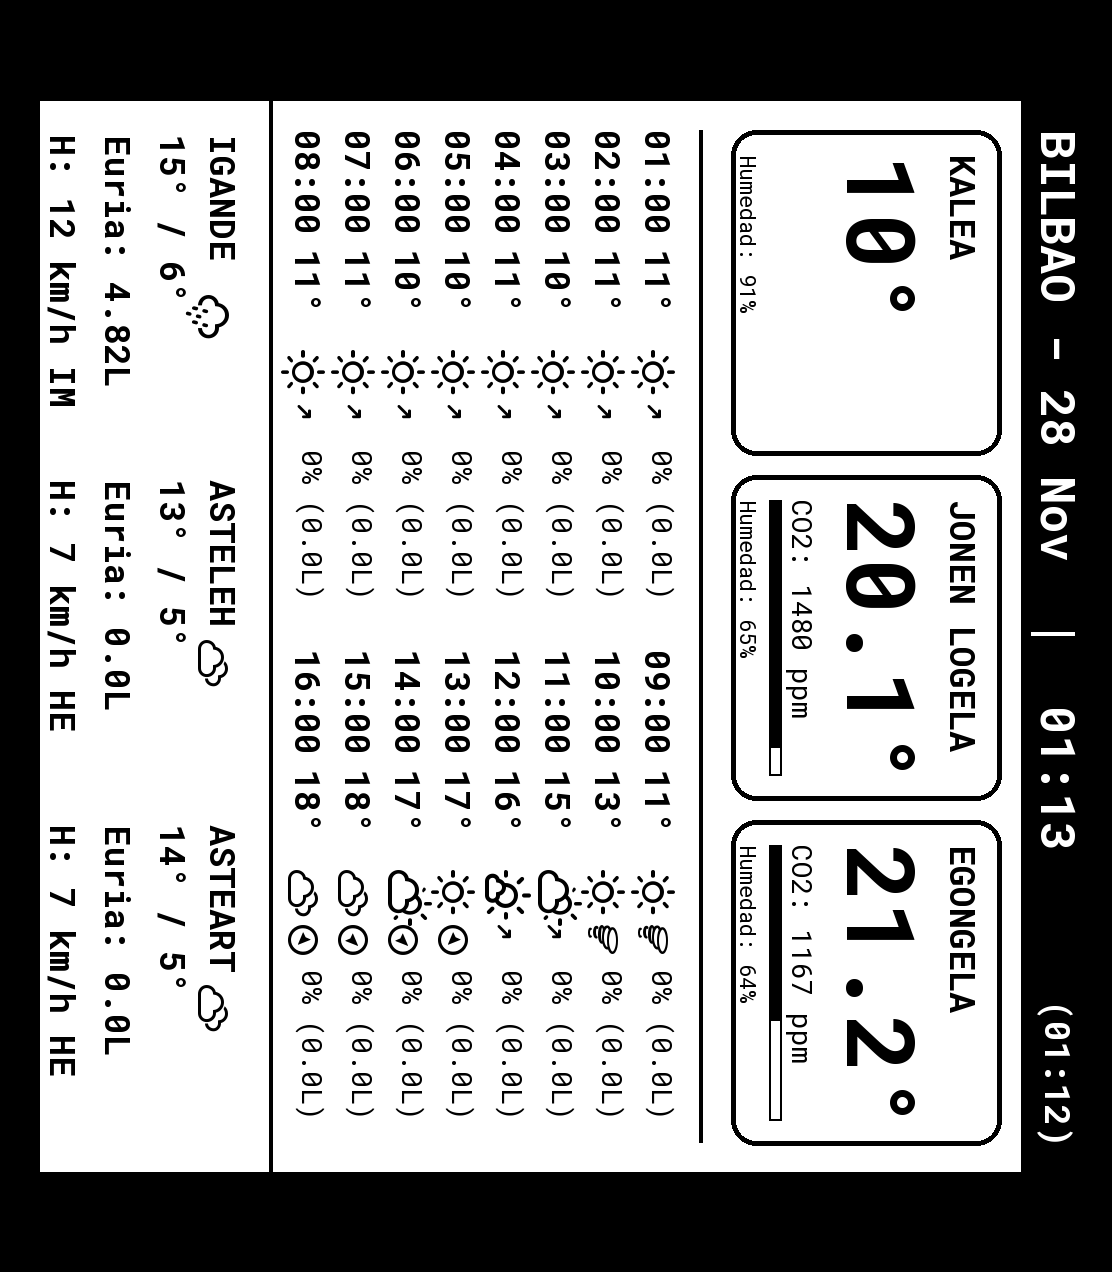 BILBAO - 28 Nov | 01:13 (01:12)
KALEA
10°
Humedad: 91%
JONEN LOGELA
20.1°
CO2: 1480 ppm
Humedad: 65%
EGONGELA
21.2°
CO2: 1167 ppm
Humedad: 64%
01:00 11° 0% (0.0L)
02:00 11° 0% (0.0L)
03:00 10° 0% (0.0L)
04:00 11° 0% (0.0L)
05:00 10° 0% (0.0L)
06:00 10° 0% (0.0L)
07:00 11° 0% (0.0L)
08:00 11° 0% (0.0L)
09:00 11° 0% (0.0L)
10:00 13° 0% (0.0L)
11:00 15° 0% (0.0L)
12:00 16° 0% (0.0L)
13:00 17° 0% (0.0L)
14:00 17° 0% (0.0L)
15:00 18° 0% (0.0L)
16:00 18° 0% (0.0L)
IGANDE
15° / 6°
Euria: 4.82L
H: 12 km/h IM
ASTELEH
13° / 5°
Euria: 0.0L
H: 7 km/h HE
ASTEART
14° / 5°
Euria: 0.0L
H: 7 km/h HE